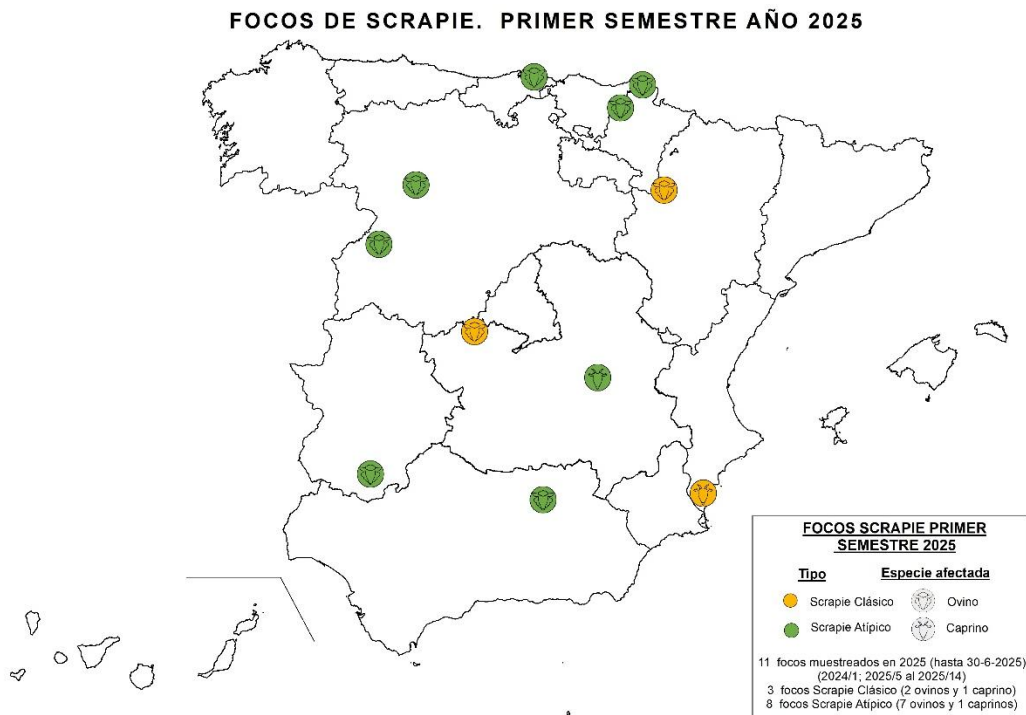 FOCOS DE SCRAPIE. PRIMER SEMESTRE AÑO 2025
FOCOS SCRAPIE PRIMER
SEMESTRE 2025
Tipo Especie afectada
Scrapie Clásico Ovino
Scrapie Atípico Caprino
11 focos muestreados en 2025 (hasta 30-6-2025)
(2024/1; 2025/5 al 2025/14)
3 focos Scrapie Clásico (2 ovinos y 1 caprino)
8 focos Scrapie Atípico (7 ovinos y 1 caprinos)